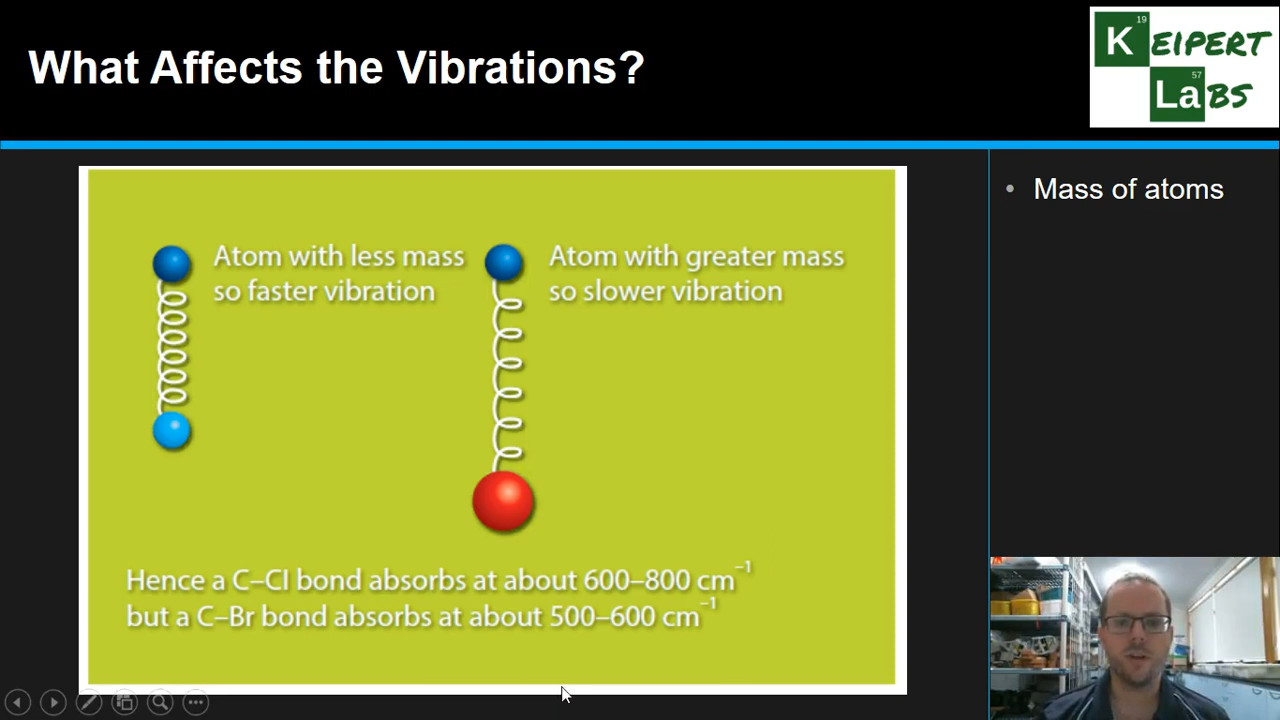 What Affects the Vibrations?
19
KEIPERT
57
LaBS
Mass of atoms
Atom with less mass
so faster vibration
Atom with greater mass
so slower vibration
Hence a C–Cl bond absorbs at about 600–800 cm⁻¹
but a C–Br bond absorbs at about 500–600 cm⁻¹